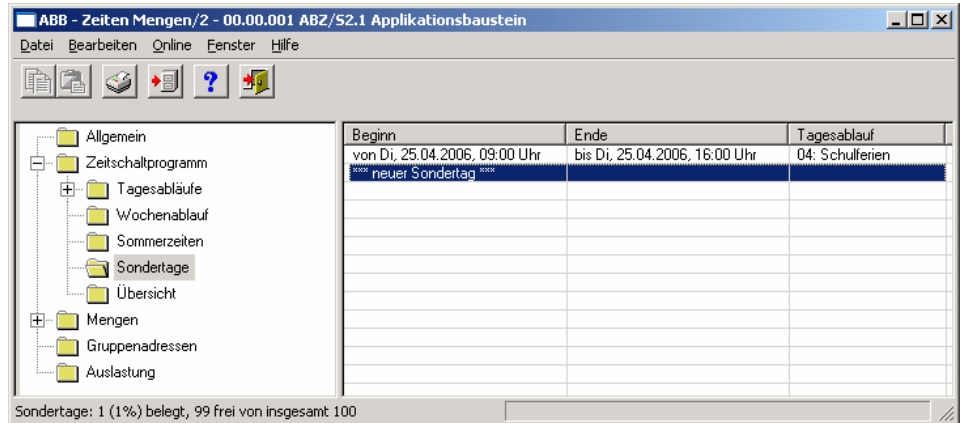 ABB - Zeiten Mengen/2 - 00.00.001 ABZ/S2.1 Applikationsbaustein
Datei Bearbeiten Online Fenster Hilfe
Allgemein
Zeitschaltprogramm
Tagesabläufe
Wochenablauf
Sommerzeiten
Sondertage
Übersicht
Mengen
Gruppenadressen
Auslastung
Beginn Ende Tagesablauf
von Di, 25.04.2006, 09:00 Uhr bis Di, 25.04.2006, 16:00 Uhr 04: Schulferien
*** neuer Sondertag ***
Sondertage: 1 (1%) belegt, 99 frei von insgesamt 100